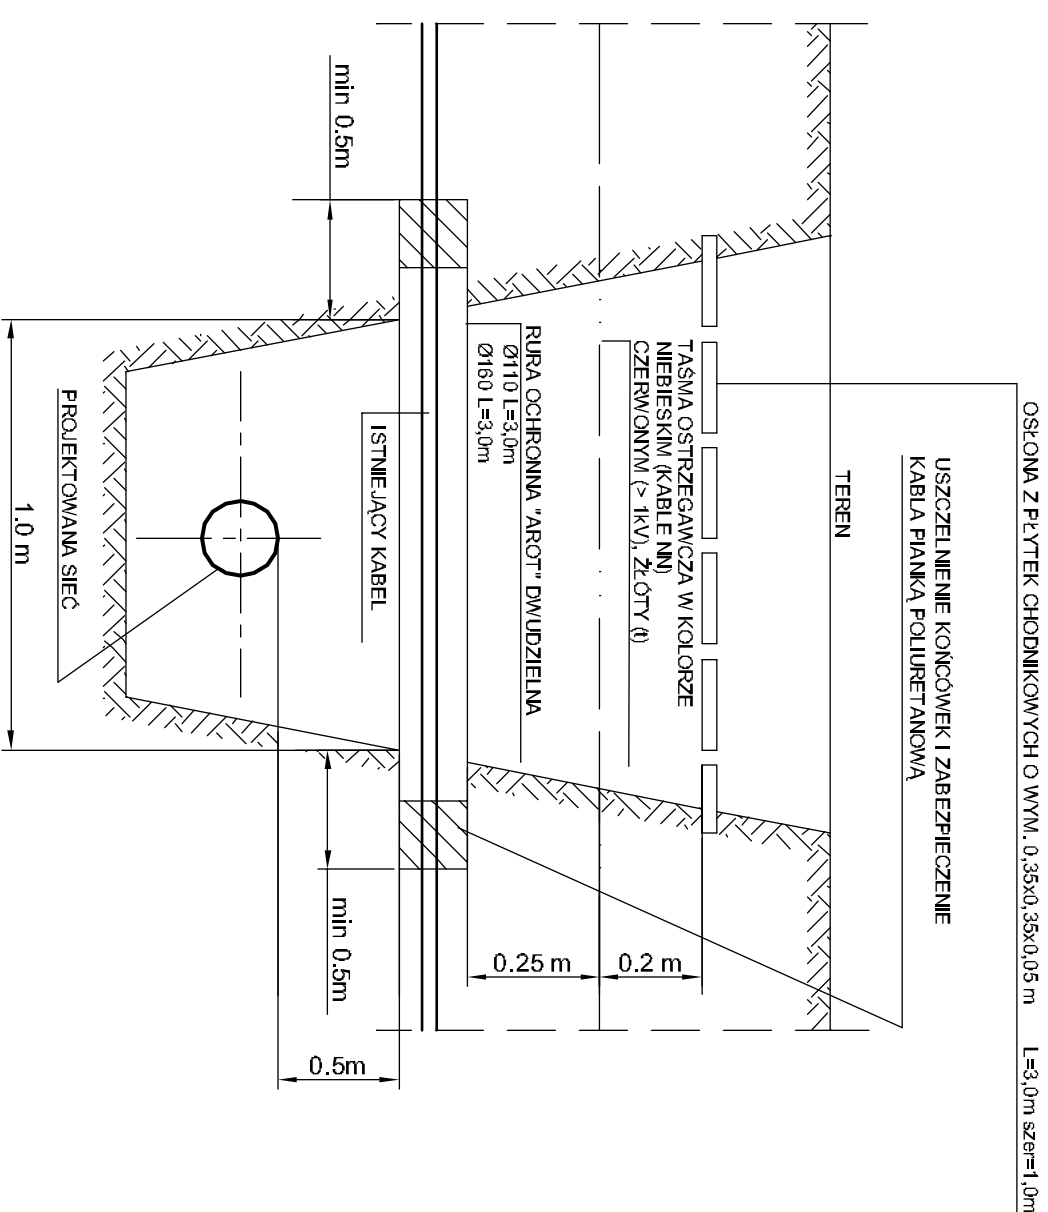 OSŁONA Z PŁYTEK CHODNIKOWYCH O WYM. 0,35x0,35x0,05 m L=3,0m szer=1,0m
USZCZELNIENIE KOŃCÓWEK I ZABEZPIECZENIE
KABLA PIANKĄ POLIURETANOWĄ
TEREN
TAŚMA OSTRZEGAWCZA W KOLORZE
NIEBIESKIM (KABLE NN)
CZERWONYM (> 1kV), ŻŁÓTY (t)
RURA OCHRONNA "AROT" DWUDZIELNA
Ø110 L=3,0m
Ø160 L=3,0m
ISTNIEJĄCY KABEL
PROJEKTOWANA SIEĆ
min 0.5m
min 0.5m
1.0 m
0.25 m
0.2 m
0.5m